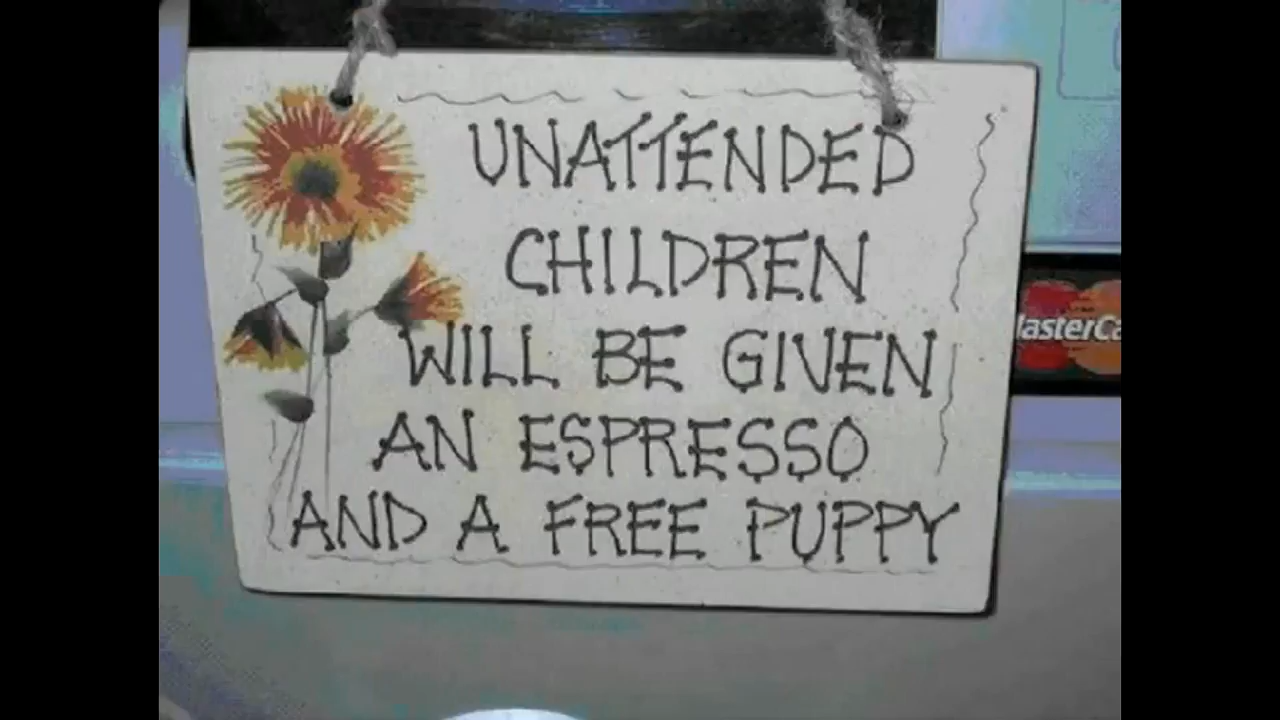 UNATTENDED
CHILDREN
WILL BE GIVEN
AN ESPRESSO
AND A FREE PUPPY